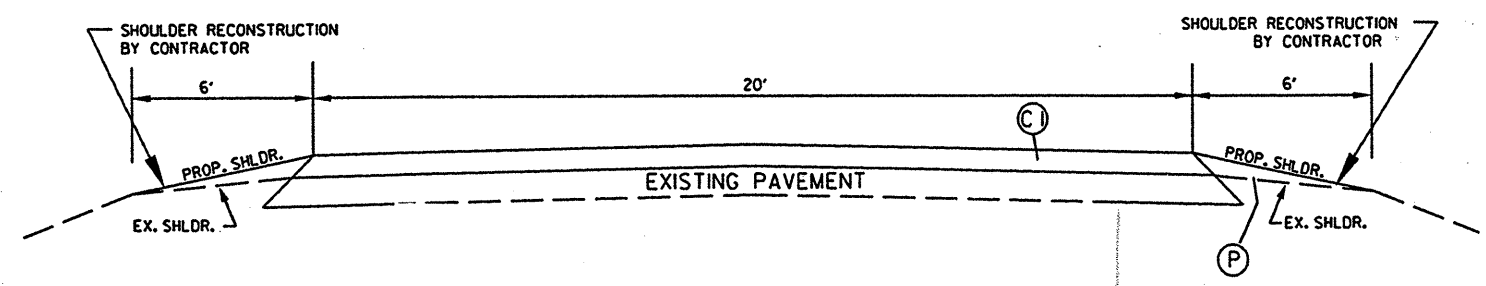 SHOULDER RECONSTRUCTION
BY CONTRACTOR
SHOULDER RECONSTRUCTION
BY CONTRACTOR
6'
20'
6'
C1
PROP. SHLDR.
PROP. SHLDR.
EXISTING PAVEMENT
EX. SHLDR.
EX. SHLDR.
P